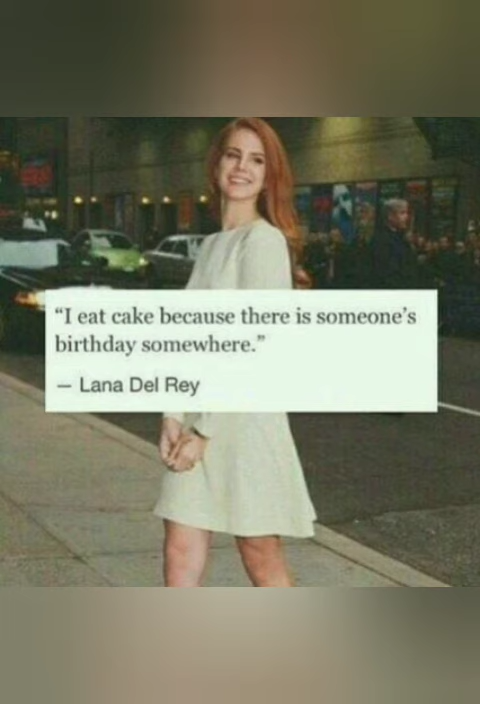 “I eat cake because there is someone’s
birthday somewhere.”
— Lana Del Rey